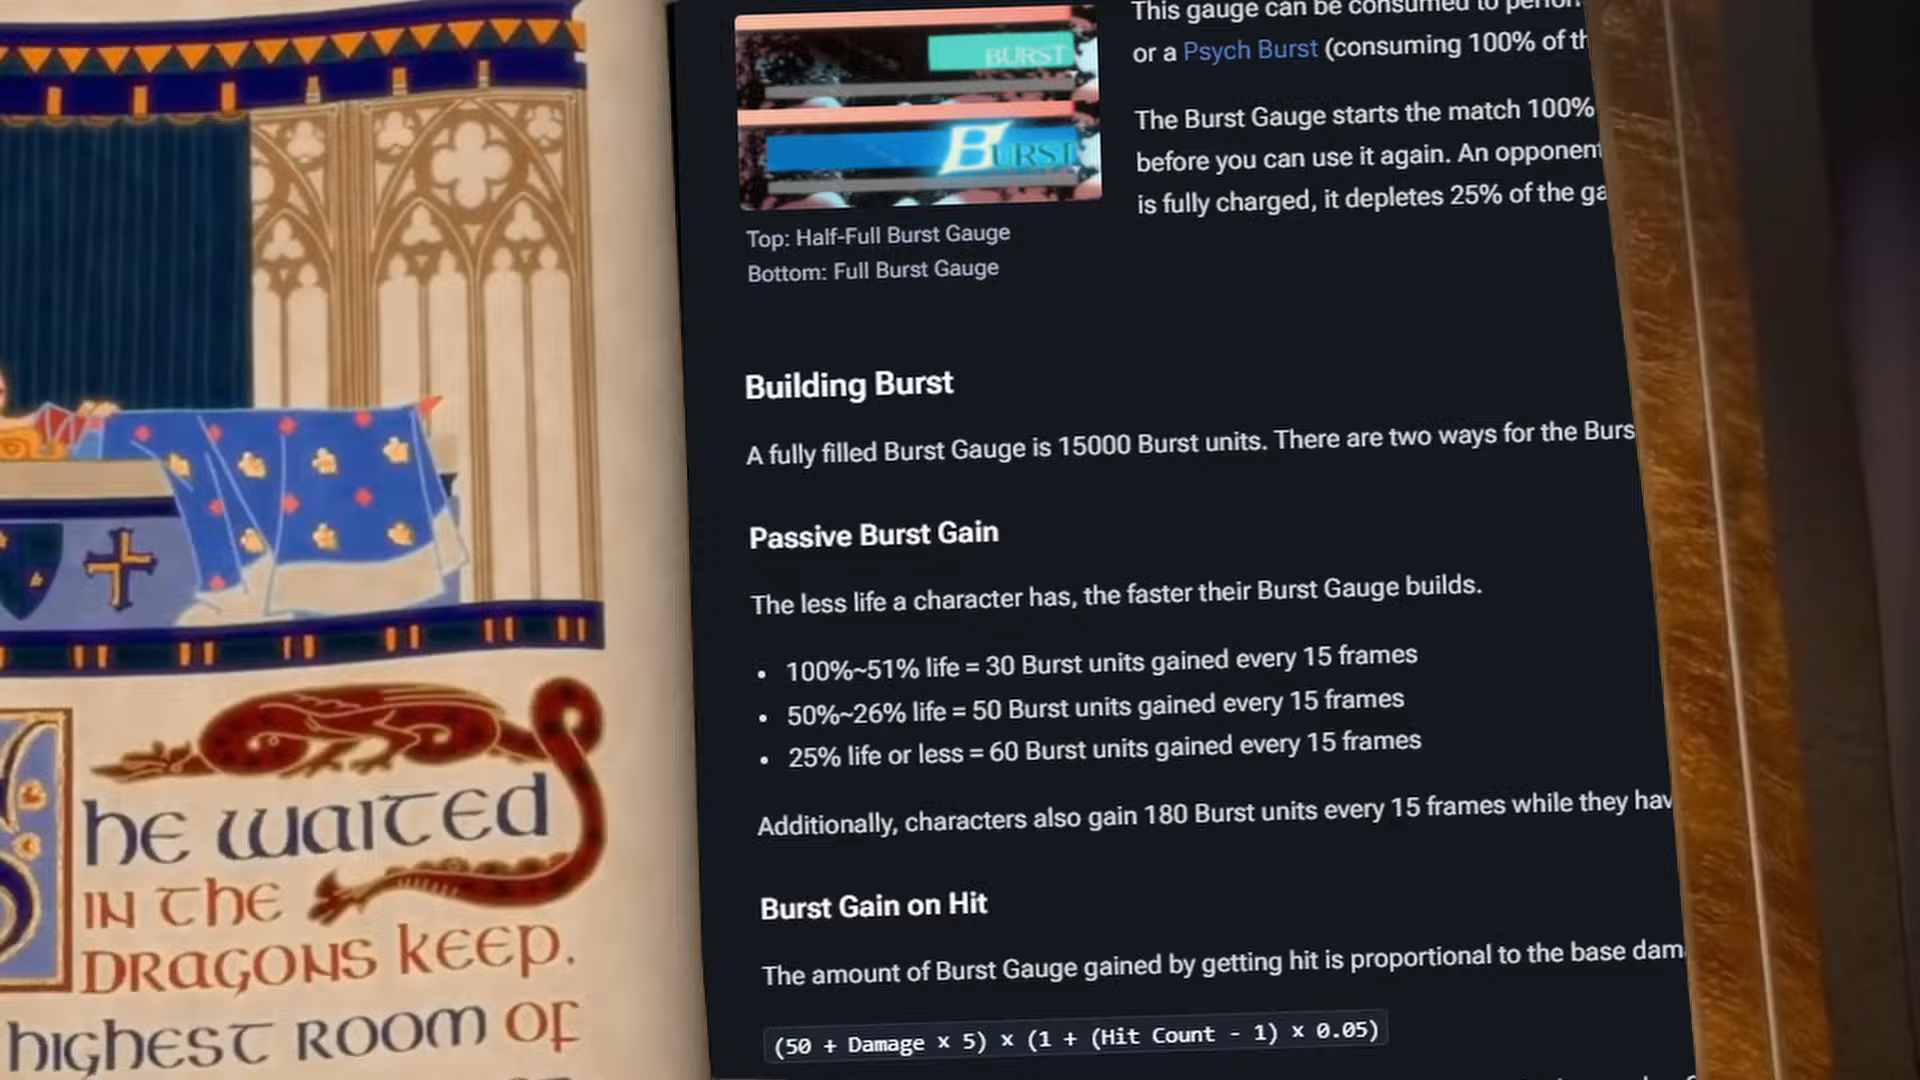 he waited
in the
dragons keep.
highest room of
BURST
BURST
Top: Half-Full Burst Gauge
Bottom: Full Burst Gauge
This gauge can be consumed to
or a Psych Burst (consuming 100% of
The Burst Gauge starts the match 100%
before you can use it again. An opponent
is fully charged, it depletes 25% of the
Building Burst
A fully filled Burst Gauge is 15000 Burst units. There are two ways for the
Passive Burst Gain
The less life a character has, the faster their Burst Gauge builds.
• 100%~51% life = 30 Burst units gained every 15 frames
• 50%~26% life = 50 Burst units gained every 15 frames
• 25% life or less = 60 Burst units gained every 15 frames
Additionally, characters also gain 180 Burst units every 15 frames while they
Burst Gain on Hit
The amount of Burst Gauge gained by getting hit is proportional to the base
(50 + Damage x 5) x (1 + (Hit Count - 1) x 0.05)